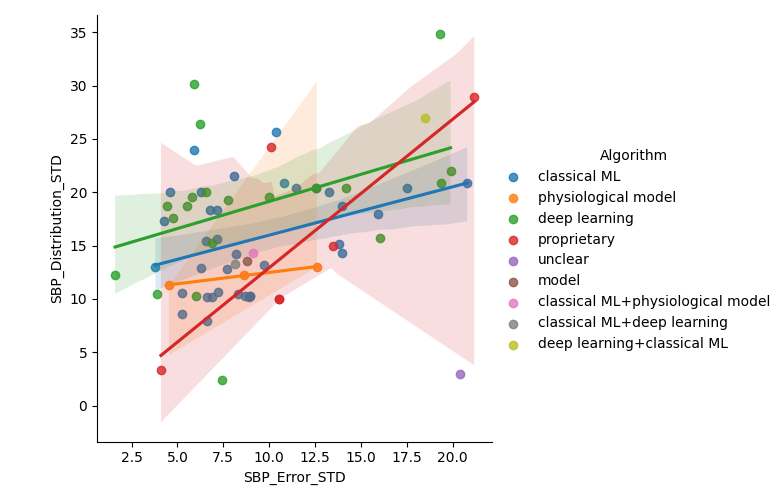 35
30
25
20
15
10
5
0
SBP_Distribution_STD
2.5 5.0 7.5 10.0 12.5 15.0 17.5 20.0
SBP_Error_STD
Algorithm
classical ML
physiological model
deep learning
proprietary
unclear
model
classical ML+physiological model
classical ML+deep learning
deep learning+classical ML